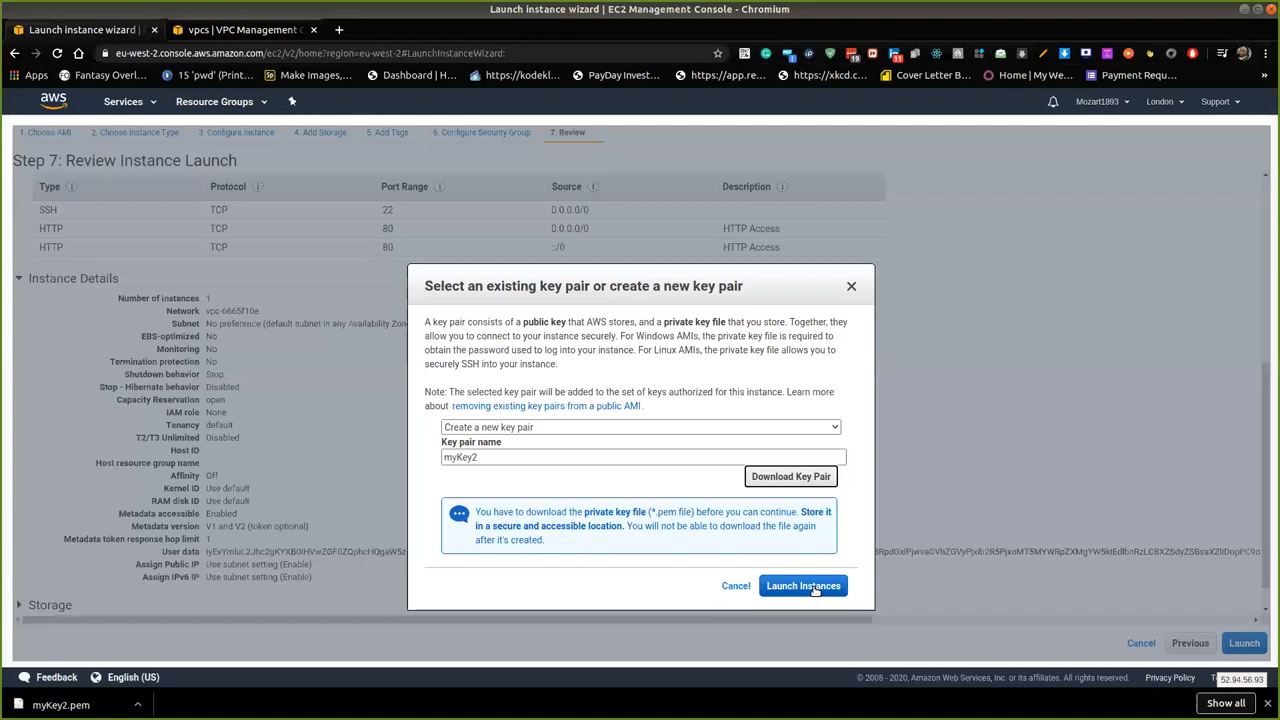 Launch instance wizard | EC2 Management Console - Chromium
Launch instance wizard | ×
vpcs | VPC Management C ×
eu-west-2.console.aws.amazon.com/ec2/v2/home?region=eu-west-2#LaunchInstanceWizard:
Apps Fantasy Overl... 15 'pwd' (Print... Make Images,... Dashboard | H... https://kodekl... PayDay Invest... https://app.re... https://xkcd.c... Cover Letter B... Home | My We... Payment Requ...
aws Services Resource Groups Mozart1893 London Support
1. Choose AMI 2. Choose Instance Type 3. Configure Instance 4. Add Storage 5. Add Tags 6. Configure Security Group 7. Review
Step 7: Review Instance Launch
Type Protocol Port Range Source Description
SSH TCP 22 0.0.0.0/0
HTTP TCP 80 0.0.0.0/0 HTTP Access
HTTP TCP 80 ::/0 HTTP Access
Instance Details
Number of instances 1
Network vpc-6665f10e
Subnet No preference (default subnet in any Availability Zon
EBS-optimized No
Monitoring No
Termination protection No
Shutdown behavior Stop
Stop - Hibernate behavior Disabled
Capacity Reservation open
IAM role None
Tenancy default
T2/T3 Unlimited Disabled
Host ID
Host resource group name
Affinity Off
Kernel ID Use default
RAM disk ID Use default
Metadata accessible Enabled
Metadata version V1 and V2 (token optional)
Metadata token response hop limit 1
User data
Assign Public IP Use subnet setting (Enable)
Assign IPv6 IP Use subnet setting (Enable)
Storage
Select an existing key pair or create a new key pair ×
A key pair consists of a public key that AWS stores, and a private key file that you store. Together, they
allow you to connect to your instance securely. For Windows AMIs, the private key file is required to
obtain the password used to log into your instance. For Linux AMIs, the private key file allows you to
securely SSH into your instance.
Note: The selected key pair will be added to the set of keys authorized for this instance. Learn more
about removing existing key pairs from a public AMI .
Create a new key pair
Key pair name
myKey2
Download Key Pair
You have to download the private key file (*.pem file) before you can continue. Store it
in a secure and accessible location. You will not be able to download the file again
after it's created.
Cancel Launch Instances
Cancel Previous Launch
Feedback English (US) © 2008 - 2020, Amazon Web Services, Inc. or its affiliates. All rights reserved. Privacy Policy
52.94.56.93
myKey2.pem Show all